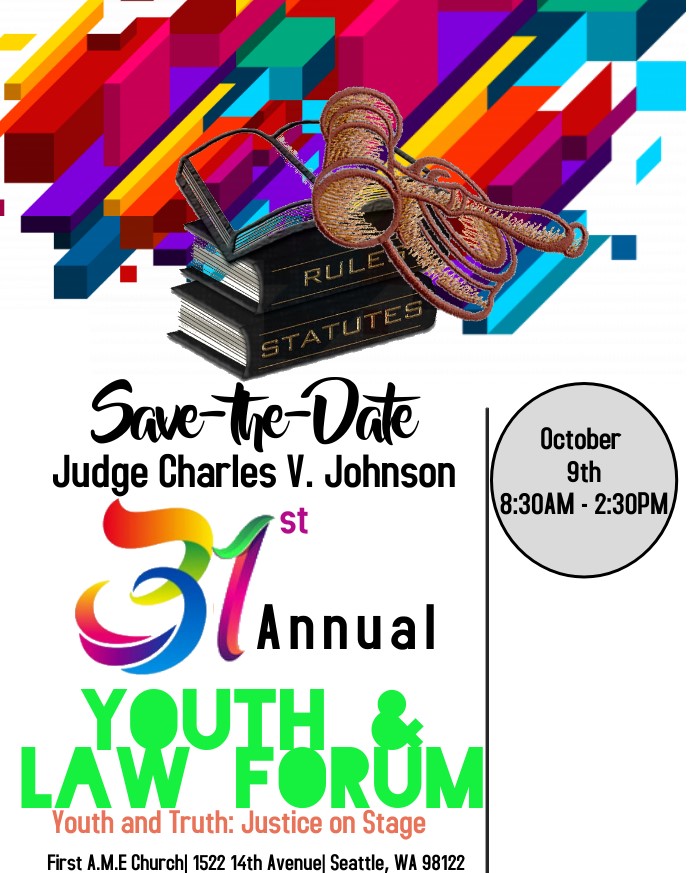 RULE
STATUTES
Save-the-Date
Judge Charles V. Johnson
31st
Annual
YOUTH &
LAW FORUM
Youth and Truth: Justice on Stage
First A.M.E Church| 1522 14th Avenue| Seattle, WA 98122
October
9th
8:30AM - 2:30PM